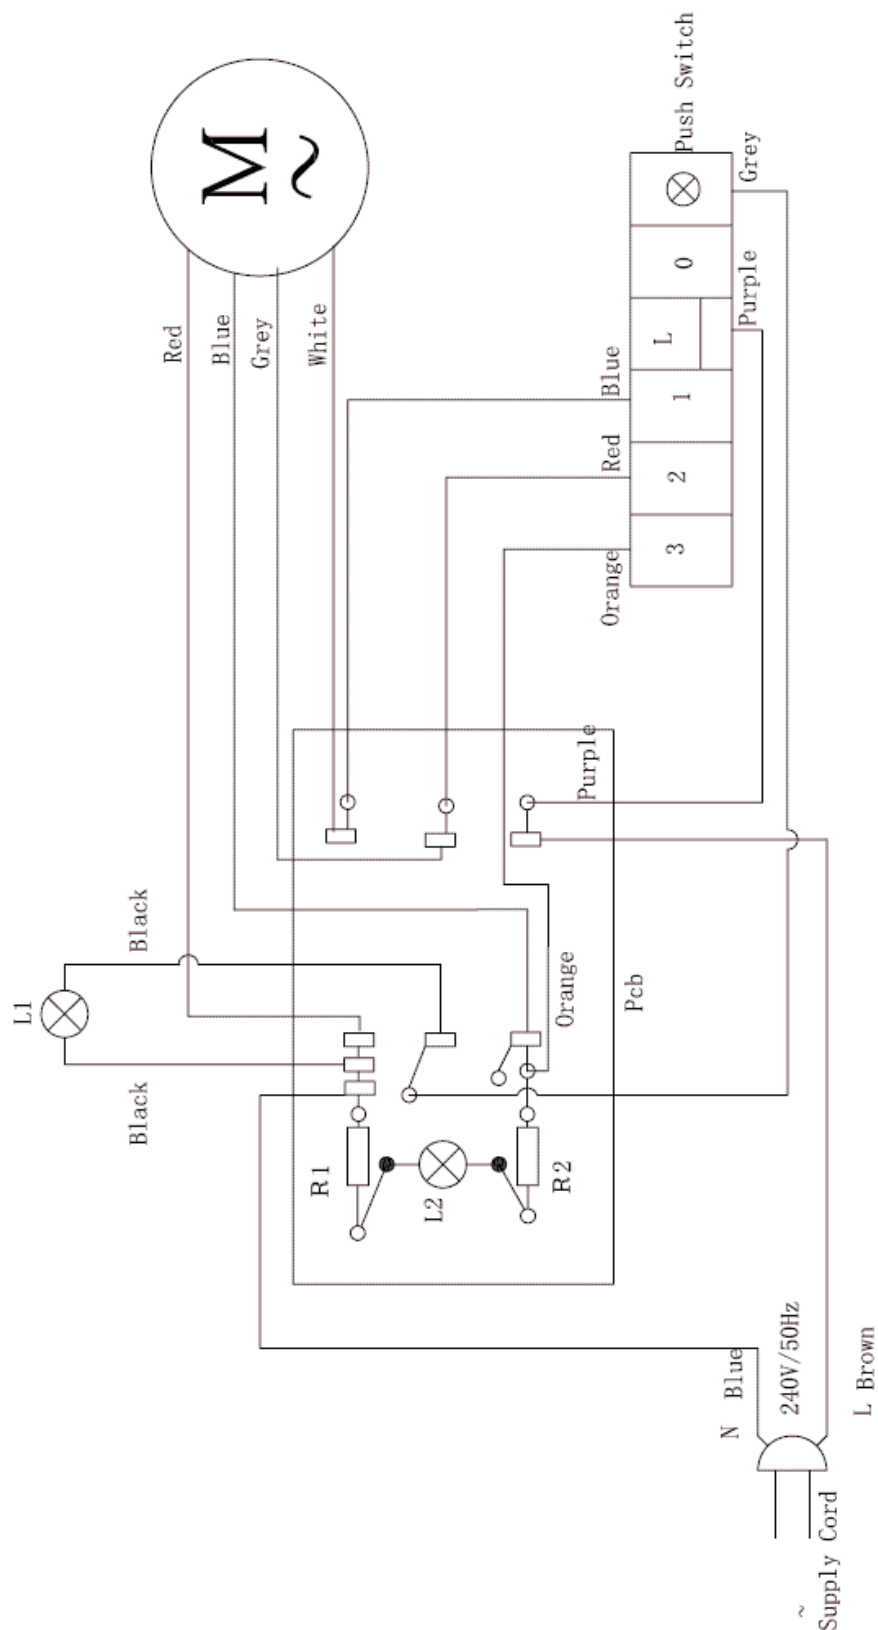 M
~
Red
Blue
Grey
White
Push Switch
Grey
0
Purple
L
Blue
1
Red
2
Orange
3
Purple
Black
L1
Black
Orange
Pcb
R1
L2
R2
N
Blue
240V/50Hz
L Brown
~
Supply Cord